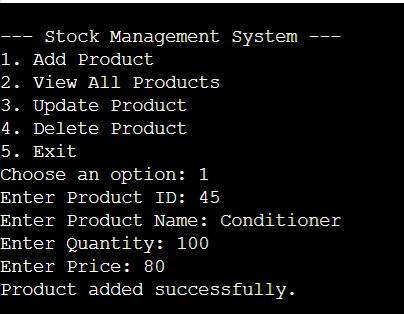 --- Stock Management System ---
1. Add Product
2. View All Products
3. Update Product
4. Delete Product
5. Exit
Choose an option: 1
Enter Product ID: 45
Enter Product Name: Conditioner
Enter Quantity: 100
Enter Price: 80
Product added successfully.